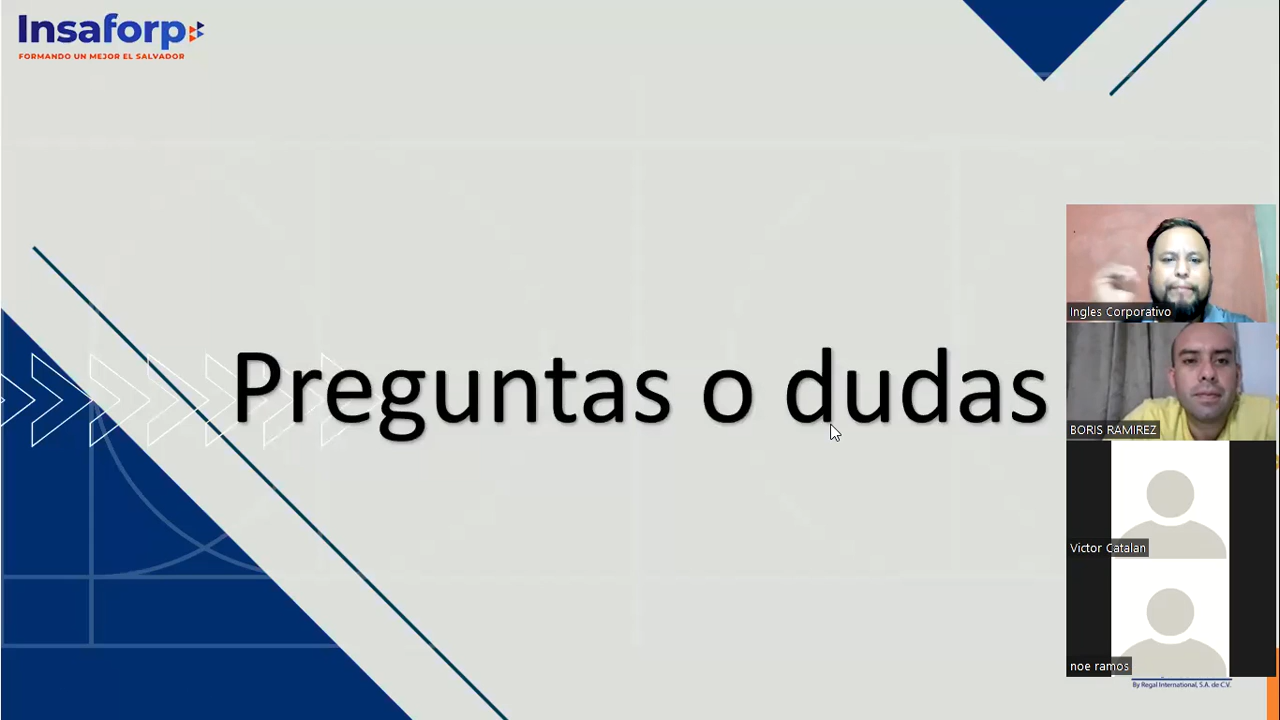 Insaforp
FORMANDO UN MEJOR EL SALVADOR
Preguntas o dudas
Ingles Corporativo
BORIS RAMIREZ
Victor Catalan
noe ramos
By Regal International, S.A. de C.V.